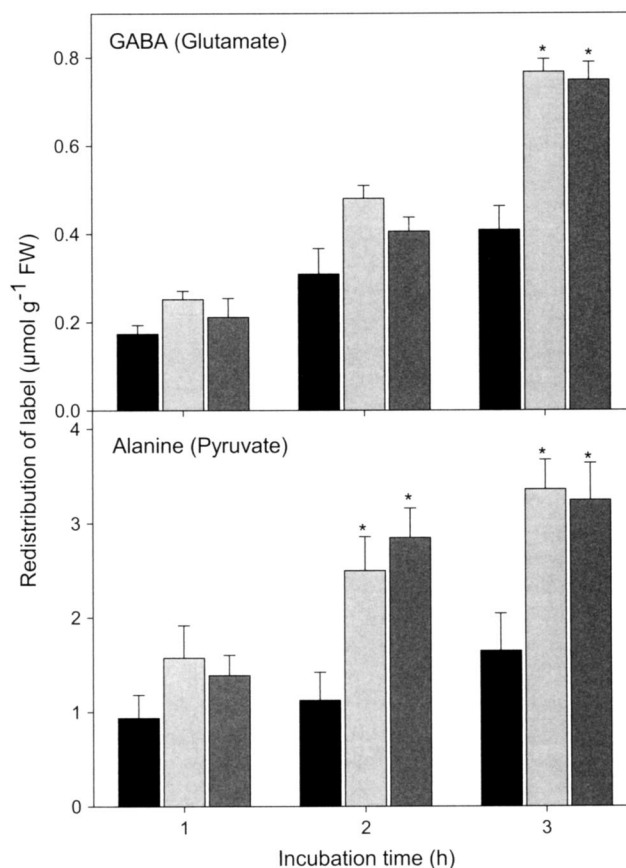 GABA (Glutamate)
* *
0.8
0.6
0.4
0.2
0.0
Redistribution of label (µmol g⁻¹ FW)
Alanine (Pyruvate)
* *
* *
4
3
2
1
0
1 2 3
Incubation time (h)